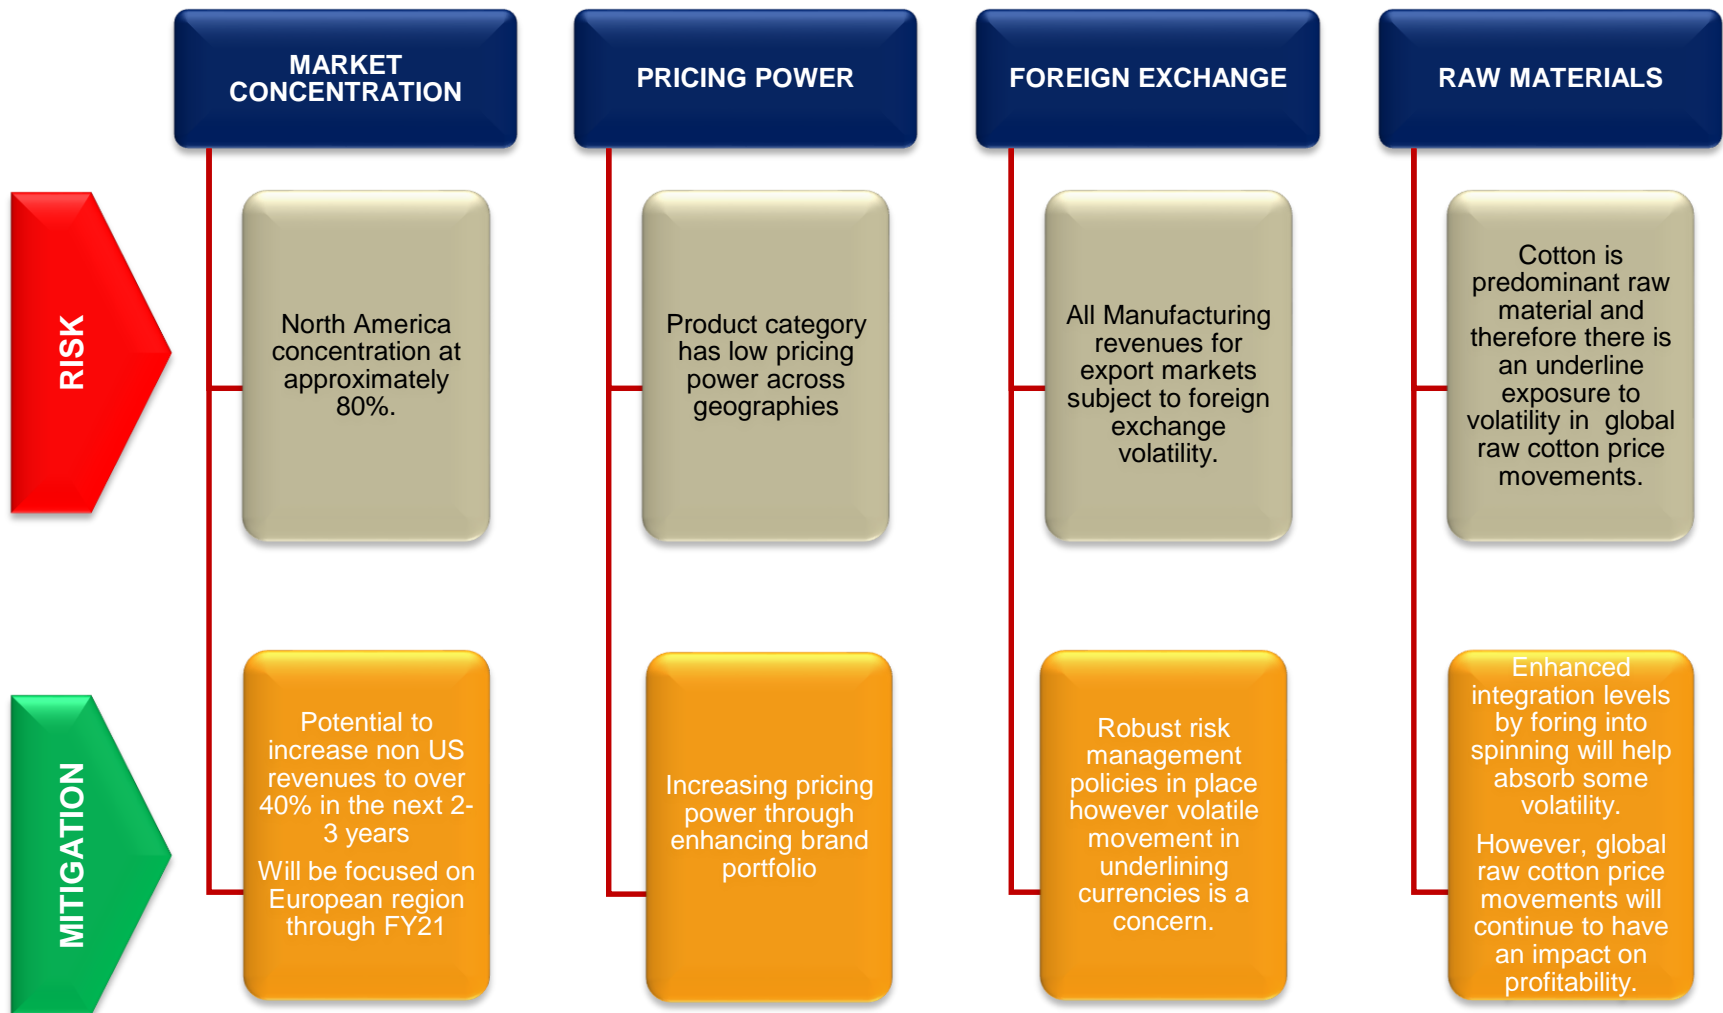 MARKET
CONCENTRATION
PRICING POWER
FOREIGN EXCHANGE
RAW MATERIALS
RISK
North America
concentration at
approximately
80%.
Product category
has low pricing
power across
geographies
All Manufacturing
revenues for
export markets
subject to foreign
exchange
volatility.
Cotton is
predominant raw
material and
therefore there is
an underline
exposure to
volatility in  global
raw cotton price
movements.
MITIGATION
Potential to
increase non US
revenues to over
40% in the next 2-
3 years
Will be focused on
European region
through FY21
Increasing pricing
power through
enhancing brand
portfolio
Robust risk
management
policies in place
however volatile
movement in
underlining
currencies is a
concern.
Enhanced
integration levels
by foring into
spinning will help
absorb some
volatility.
However, global
raw cotton price
movements will
continue to have
an impact on
profitability.